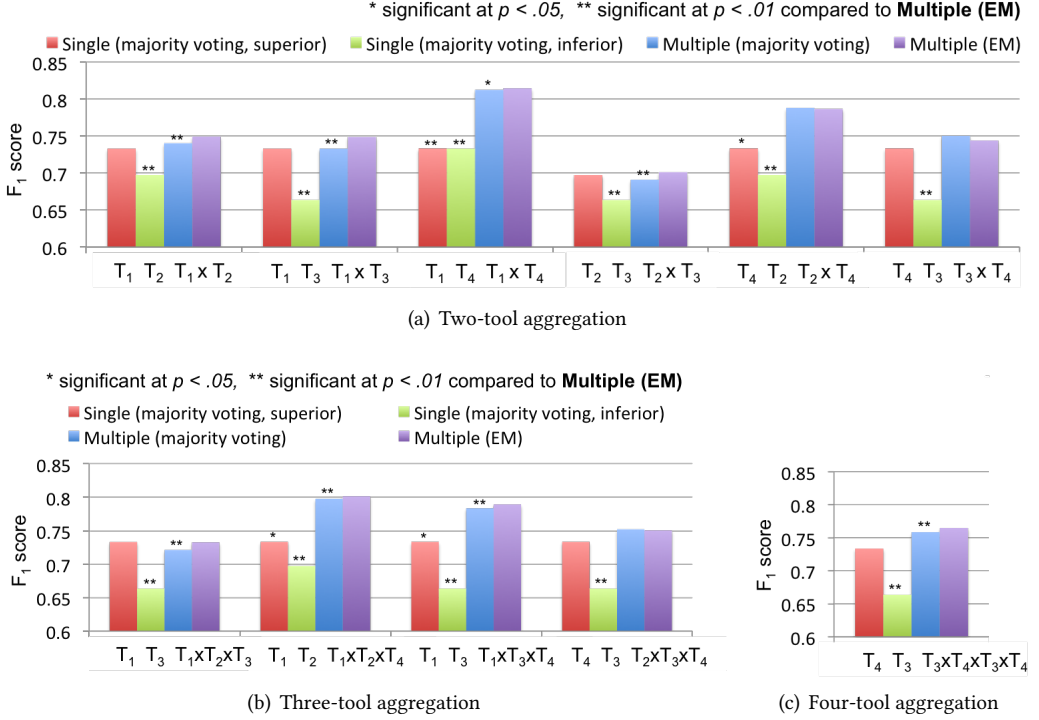 * significant at p < .05, ** significant at p < .01 compared to Multiple (EM)
Single (majority voting, superior) Single (majority voting, inferior) Multiple (majority voting) Multiple (EM)
0.85
0.8
0.75
0.7
0.65
0.6
F1 score
** ** ** ** ** ** * ** ** * ** **
T1 T2 T1 x T2 T1 T3 T1 x T3 T1 T4 T1 x T4 T2 T3 T2 x T3 T4 T2 T2 x T4 T4 T3 T3 x T4
(a) Two-tool aggregation
* significant at p < .05, ** significant at p < .01 compared to Multiple (EM)
Single (majority voting, superior) Single (majority voting, inferior)
Multiple (majority voting) Multiple (EM)
0.85
0.8
0.75
0.7
0.65
0.6
F1 score
** ** * ** ** * ** ** **
T1 T3 T1xT2xT3 T1 T2 T1xT2xT4 T1 T3 T1xT3xT4 T4 T3 T2xT3xT4
(b) Three-tool aggregation
0.85
0.8
0.75
0.7
0.65
0.6
F1 score
** **
T4 T3 T3xT4xT3xT4
(c) Four-tool aggregation